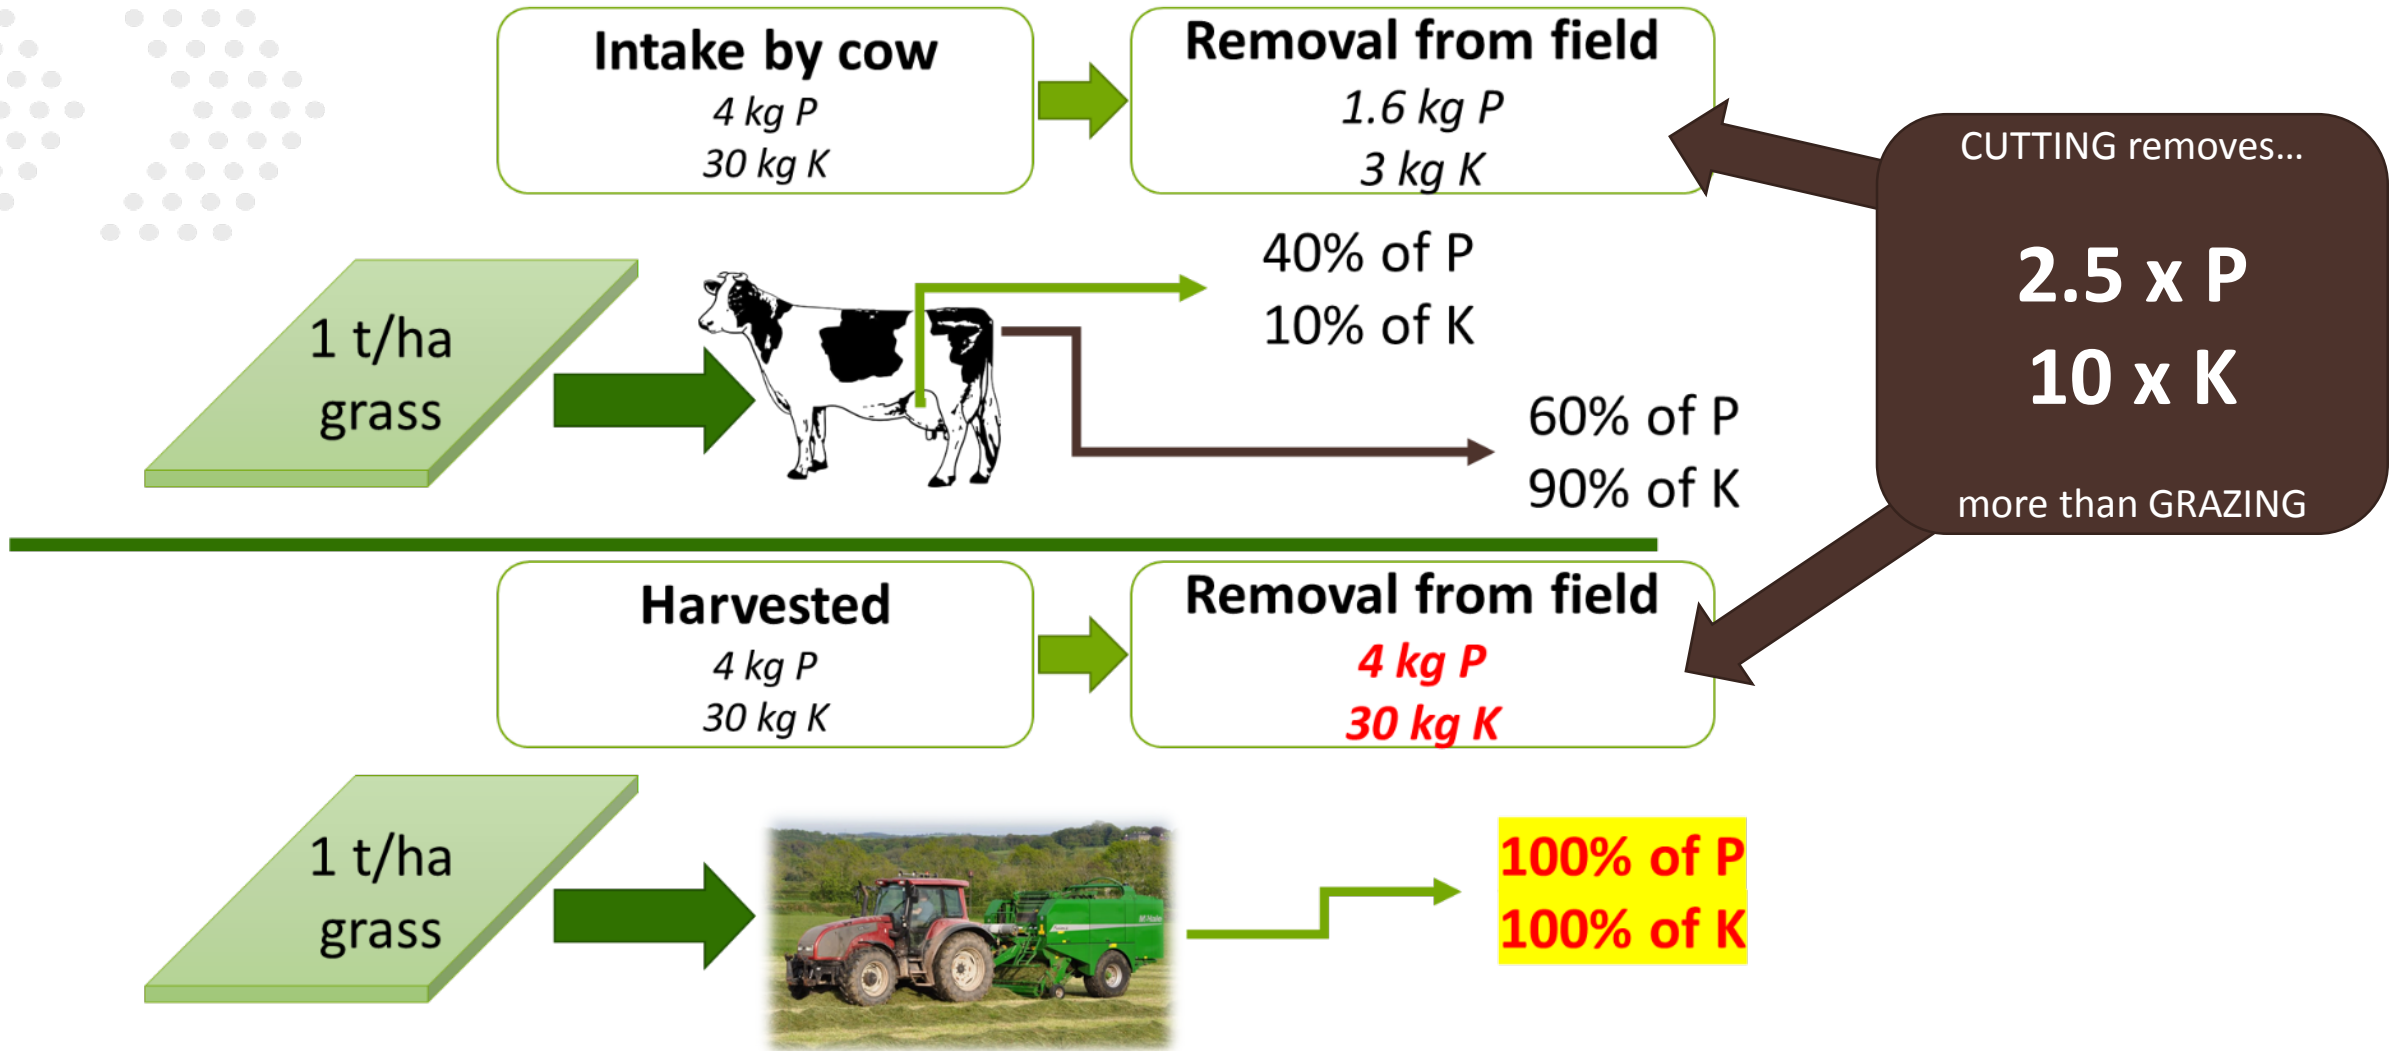 Intake by cow
4 kg P
30 kg K
Removal from field
1.6 kg P
3 kg K
CUTTING removes...
2.5 x P
10 x K
more than GRAZING
1 t/ha
grass
40% of P
10% of K
60% of P
90% of K
Harvested
4 kg P
30 kg K
Removal from field
4 kg P
30 kg K
1 t/ha
grass
McHale
100% of P
100% of K